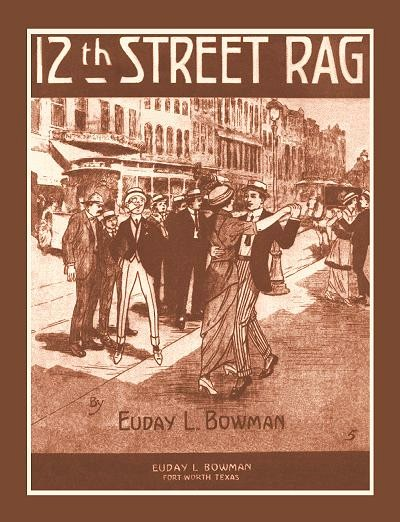 12th STREET RAG
By
EUDAY L. BOWMAN
5
EUDAY L BOWMAN
FORT WORTH TEXAS